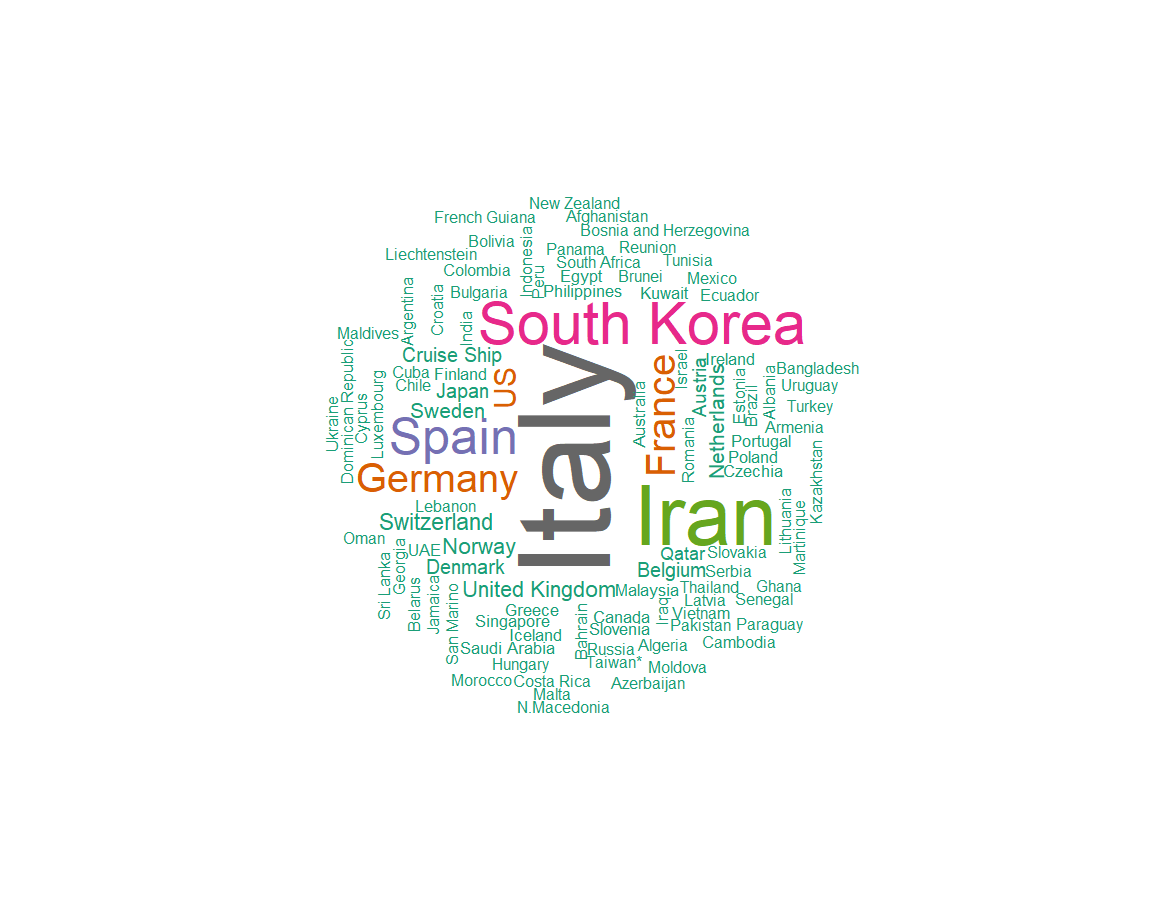 New Zealand
French Guiana
Afghanistan
Bosnia and Herzegovina
Bolivia
Indonesia
Panama
Reunion
Liechtenstein
South Africa
Tunisia
Colombia
Peru
Egypt
Brunei
Mexico
Argentina
Croatia
Bulgaria
Philippines
Kuwait
Ecuador
India
South Korea
Maldives
Cruise Ship
Israel
Ireland
Dominican Republic
Cuba
Finland
US
Italy
France
Austria
Netherlands
Estonia
Brazil
Albania
Bangladesh
Chile
Japan
Uruguay
Ukraine
Cyprus
Luxembourg
Sweden
Australia
Turkey
Spain
Romania
Armenia
Portugal
Poland
Czechia
Kazakhstan
Germany
Iran
Lebanon
Lithuania
Martinique
Switzerland
Oman
Georgia
UAE
Norway
Qatar
Slovakia
Sri Lanka
Denmark
Belgium
Serbia
Belarus
Jamaica
San Marino
United Kingdom
Malaysia
Thailand
Ghana
Greece
Bahrain
Iraq
Latvia
Senegal
Singapore
Canada
Vietnam
Iceland
Slovenia
Pakistan
Paraguay
Saudi Arabia
Russia
Algeria
Cambodia
Hungary
Taiwan*
Moldova
Morocco
Costa Rica
Azerbaijan
Malta
N.Macedonia